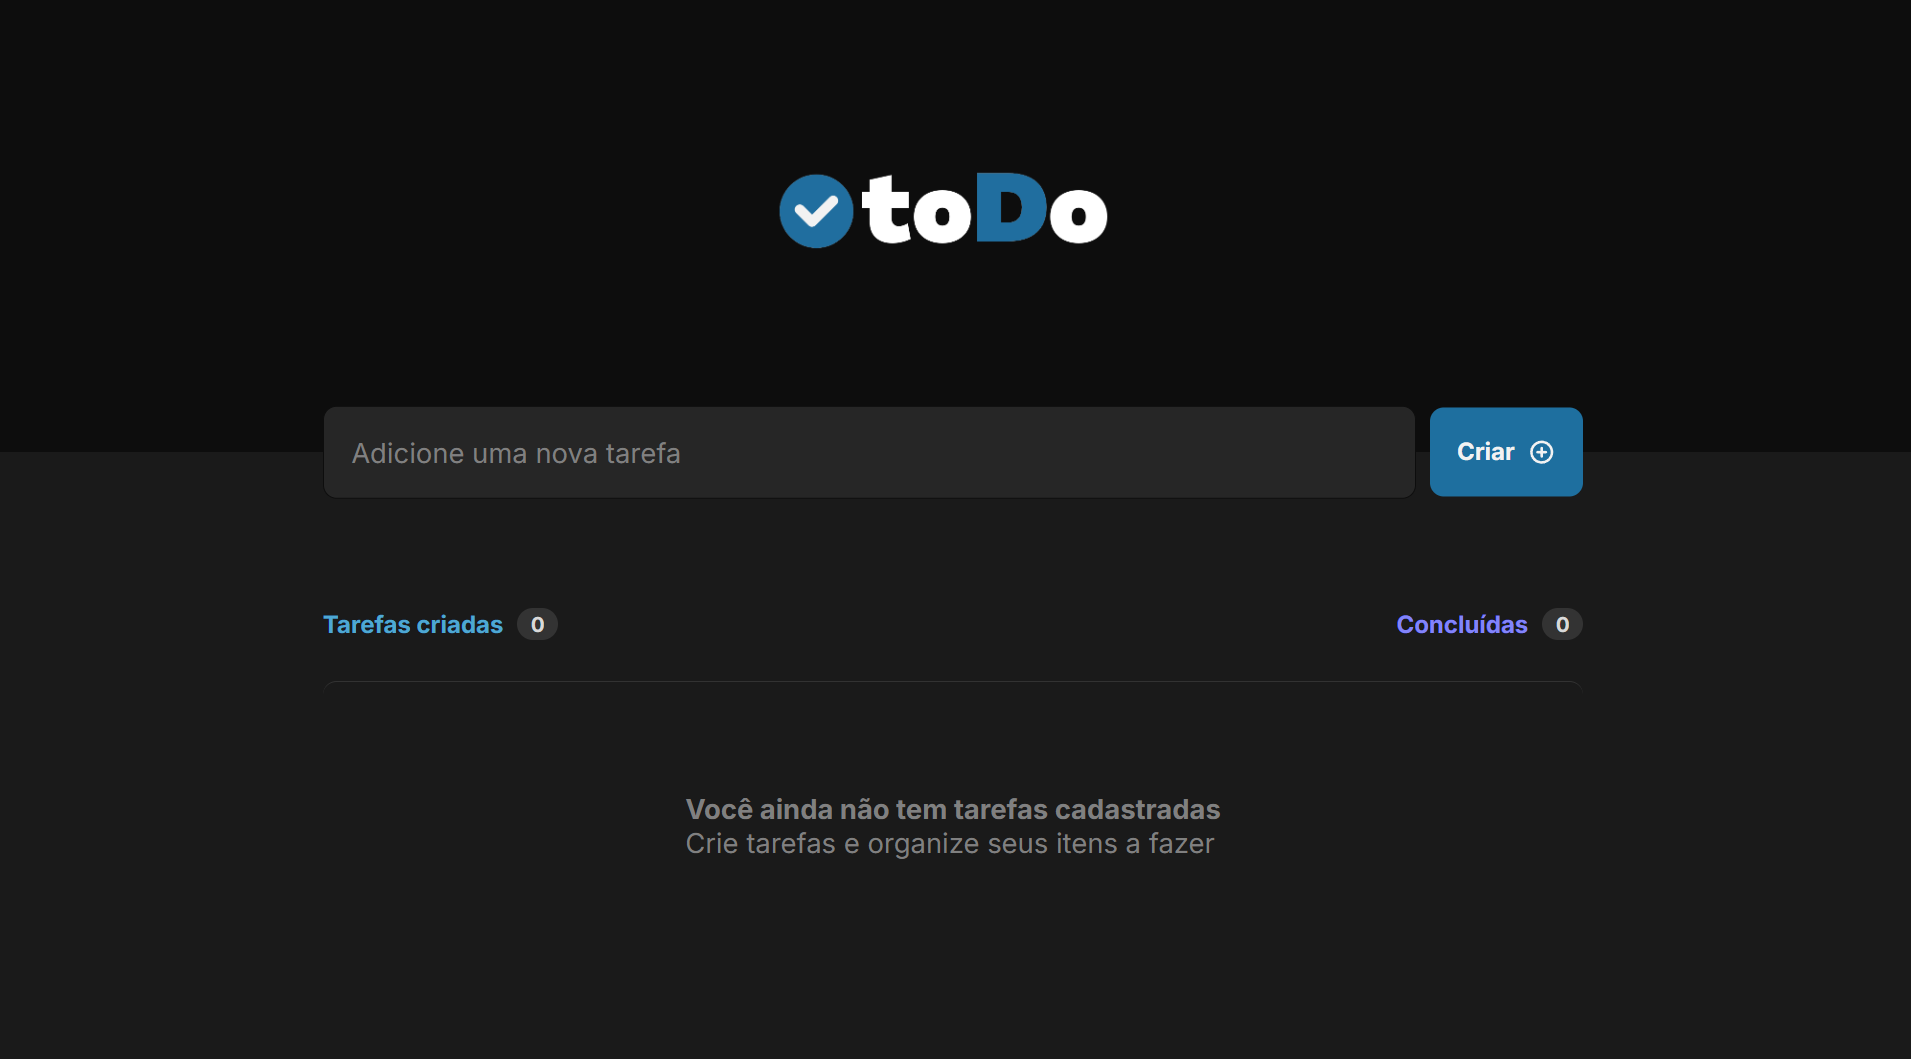 toDo
Adicione uma nova tarefa
Criar
Tarefas criadas 0
Concluídas 0
Você ainda não tem tarefas cadastradas
Crie tarefas e organize seus itens a fazer